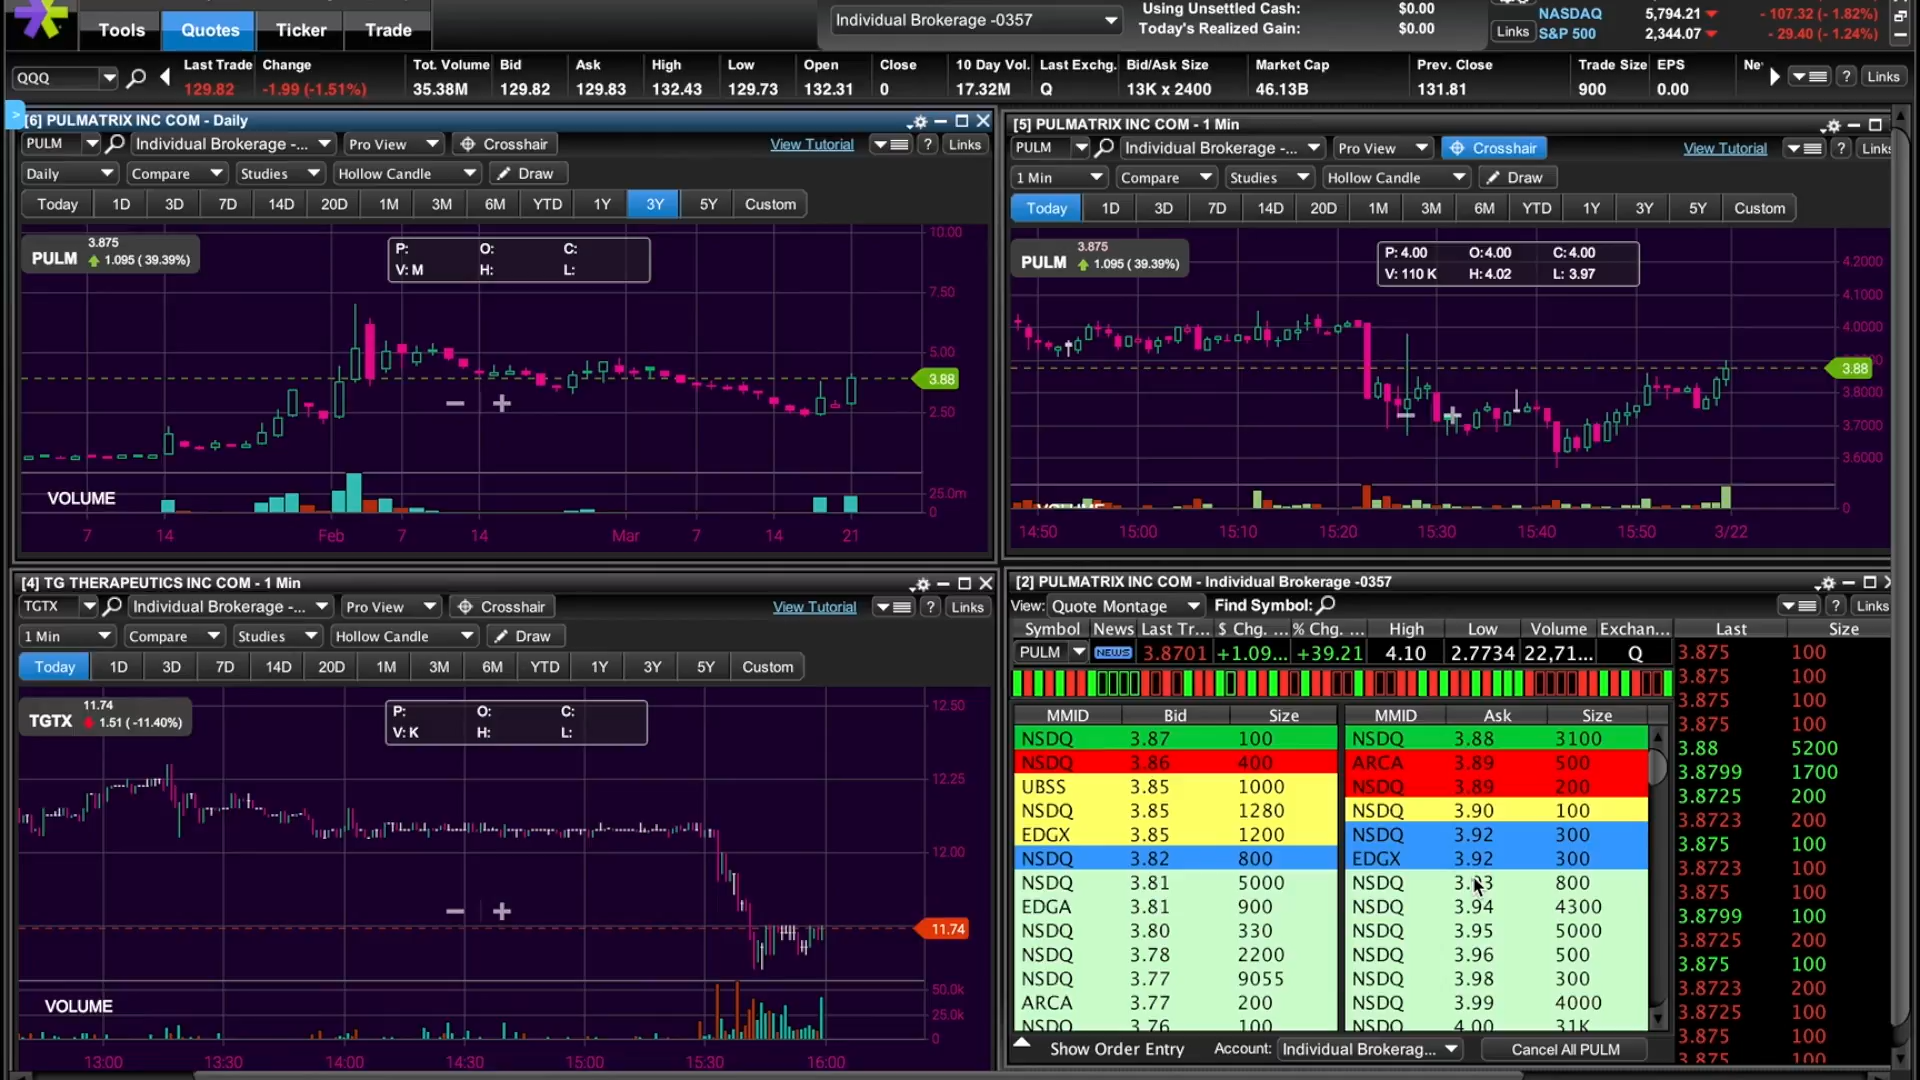 Tools Quotes Ticker Trade
Individual Brokerage -0357
Using Unsettled Cash: $0.00
Today's Realized Gain: $0.00
Links
NASDAQ 5,794.21 - 107.32 (- 1.82%)
S&P 500 2,344.07 - 29.40 (- 1.24%)
QQQ
Last Trade Change Tot. Volume Bid Ask High Low Open Close 10 Day Vol. Last Exchg. Bid/Ask Size Market Cap Prev. Close Trade Size EPS
129.82 -1.99 (-1.51%) 35.38M 129.82 129.83 132.43 129.73 132.31 0 17.32M Q 13K x 2400 46.13B 131.81 900 0.00
? Links
[6] PULMATRIX INC COM - Daily
PULM Individual Brokerage -... Pro View Crosshair View Tutorial ? Links
Daily Compare Studies Hollow Candle Draw
Today 1D 3D 7D 14D 20D 1M 3M 6M YTD 1Y 3Y 5Y Custom
PULM 3.875
1.095 ( 39.39%)
P: O: C:
V: M H: L:
10.00
7.50
5.00
3.88
2.50
VOLUME
25.0m
0
7 14 Feb 7 14 Mar 7 14 21
[5] PULMATRIX INC COM - 1 Min
PULM Individual Brokerage -... Pro View Crosshair View Tutorial ? Links
1 Min Compare Studies Hollow Candle Draw
Today 1D 3D 7D 14D 20D 1M 3M 6M YTD 1Y 3Y 5Y Custom
PULM 3.875
1.095 ( 39.39%)
P: 4.00 O:4.00 C: 4.00
V: 110 K H: 4.02 L: 3.97
4.2000
4.1000
4.0000
3.88
3.8000
3.7000
3.6000
0
14:50 15:00 15:10 15:20 15:30 15:40 15:50 3/22
[4] TG THERAPEUTICS INC COM - 1 Min
TGTX Individual Brokerage -... Pro View Crosshair View Tutorial ? Links
1 Min Compare Studies Hollow Candle Draw
Today 1D 3D 7D 14D 20D 1M 3M 6M YTD 1Y 3Y 5Y Custom
TGTX 11.74
1.51 ( -11.40%)
P: O: C:
V: K H: L:
12.50
12.25
12.00
11.74
VOLUME
50.0k
25.0k
0
13:00 13:30 14:00 14:30 15:00 15:30 16:00
[2] PULMATRIX INC COM - Individual Brokerage -0357
View: Quote Montage Find Symbol: ? Links
Symbol News Last Tr... $ Chg. ... % Chg. ... High Low Volume Exchan...
PULM NEWS 3.8701 +1.09... +39.21 4.10 2.7734 22,71... Q
MMID Bid Size MMID Ask Size
NSDQ 3.87 100 NSDQ 3.88 3100
NSDQ 3.86 400 ARCA 3.89 500
UBSS 3.85 1000 NSDQ 3.89 200
NSDQ 3.85 1280 NSDQ 3.90 100
EDGX 3.85 1200 NSDQ 3.92 300
NSDQ 3.82 800 EDGX 3.92 300
NSDQ 3.81 5000 NSDQ 800
EDGA 3.81 900 NSDQ 3.94 4300
NSDQ 3.80 330 NSDQ 3.95 5000
NSDQ 3.78 2200 NSDQ 3.96 500
NSDQ 3.77 9055 NSDQ 3.98 300
ARCA 3.77 200 NSDQ 3.99 4000
NSDQ 3.76 100 NSDQ 4.00 31K
Last Size
3.875 100
3.875 100
3.875 100
3.875 100
3.88 5200
3.8799 1700
3.8725 200
3.8723 200
3.875 100
3.8723 100
3.875 100
3.8799 100
3.8725 200
3.875 100
3.8723 200
3.875 100
3.875 100
3.875 100
Show Order Entry Account: Individual Brokerag... Cancel All PULM